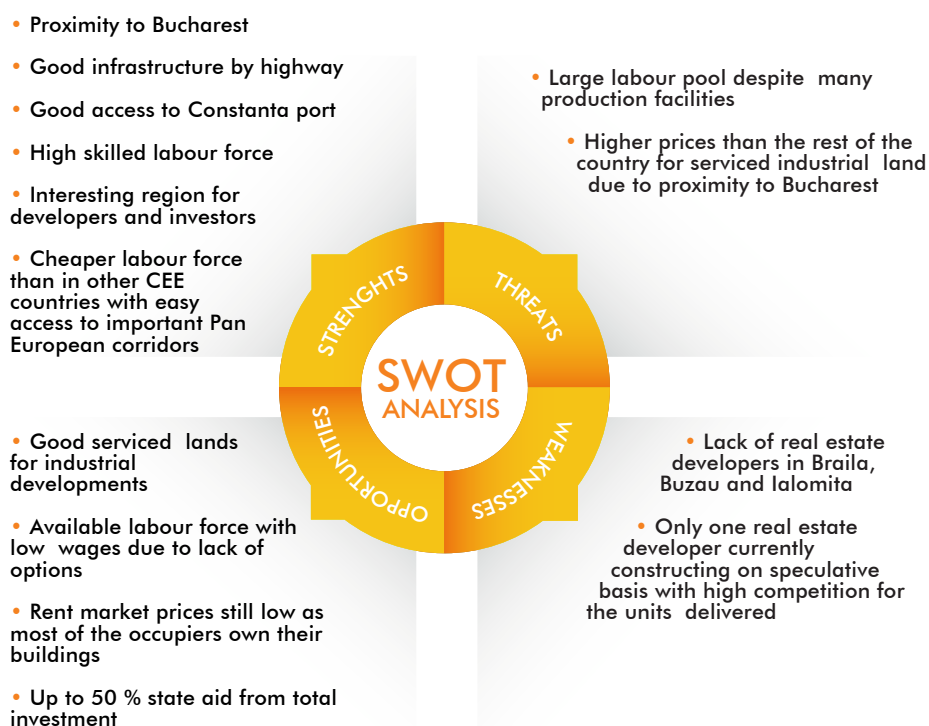 • Proximity to Bucharest
• Good infrastructure by highway
• Good access to Constanta port
• High skilled labour force
• Interesting region for
developers and investors
• Cheaper labour force
than in other CEE
countries with easy
access to important Pan
European corridors
• Large labour pool despite many
production facilities
• Higher prices than the rest of the
country for serviced industrial land
due to proximity to Bucharest
STRENGHTS
THREATS
SWOT
ANALYSIS
OPPORTUNITIES
WEAKNESSES
• Good serviced lands
for industrial
developments
• Available labour force with
low wages due to lack of
options
• Rent market prices still low as
most of the occupiers own their
buildings
• Up to 50 % state aid from total
investment
• Lack of real estate
developers in Braila,
Buzau and Ialomita
• Only one real estate
developer currently
constructing on speculative
basis with high competition for
the units delivered